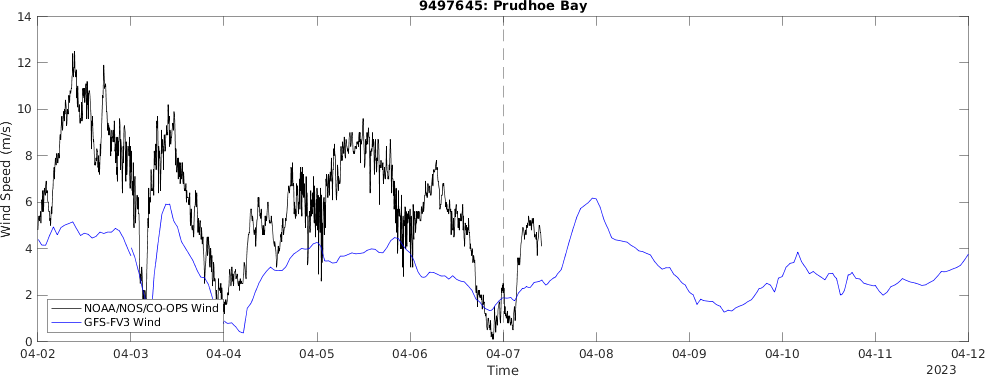 9497645: Prudhoe Bay
14
12
10
8
6
4
2
0
Wind Speed (m/s)
NOAA/NOS/CO-OPS Wind
GFS-FV3 Wind
04-02 04-03 04-04 04-05 04-06 04-07 04-08 04-09 04-10 04-11 04-12
Time
2023